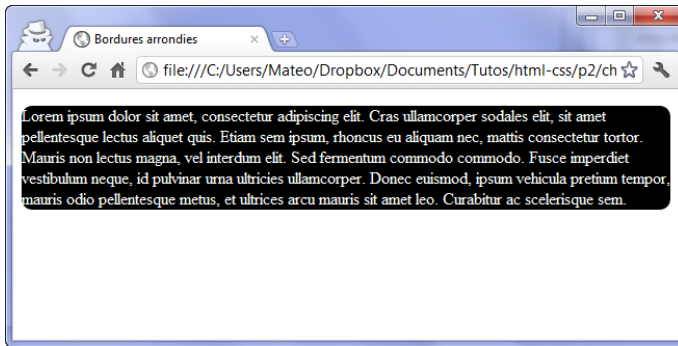 Bordures arrondies
file:///C:/Users/Mateo/Dropbox/Documents/Tutos/html-css/p2/ch
Lorem ipsum dolor sit amet, consectetur adipiscing elit. Cras ullamcorper sodales elit, sit amet
pellentesque lectus aliquet quis. Etiam sem ipsum, rhoncus eu aliquam nec, mattis consectetur tortor.
Mauris non lectus magna, vel interdum elit. Sed fermentum commodo commodo. Fusce imperdiet
vestibulum neque, id pulvinar urna ultricies ullamcorper. Donec euismod, ipsum vehicula pretium tempor,
mauris odio pellentesque metus, et ultrices arcu mauris sit amet leo. Curabitur ac scelerisque sem.